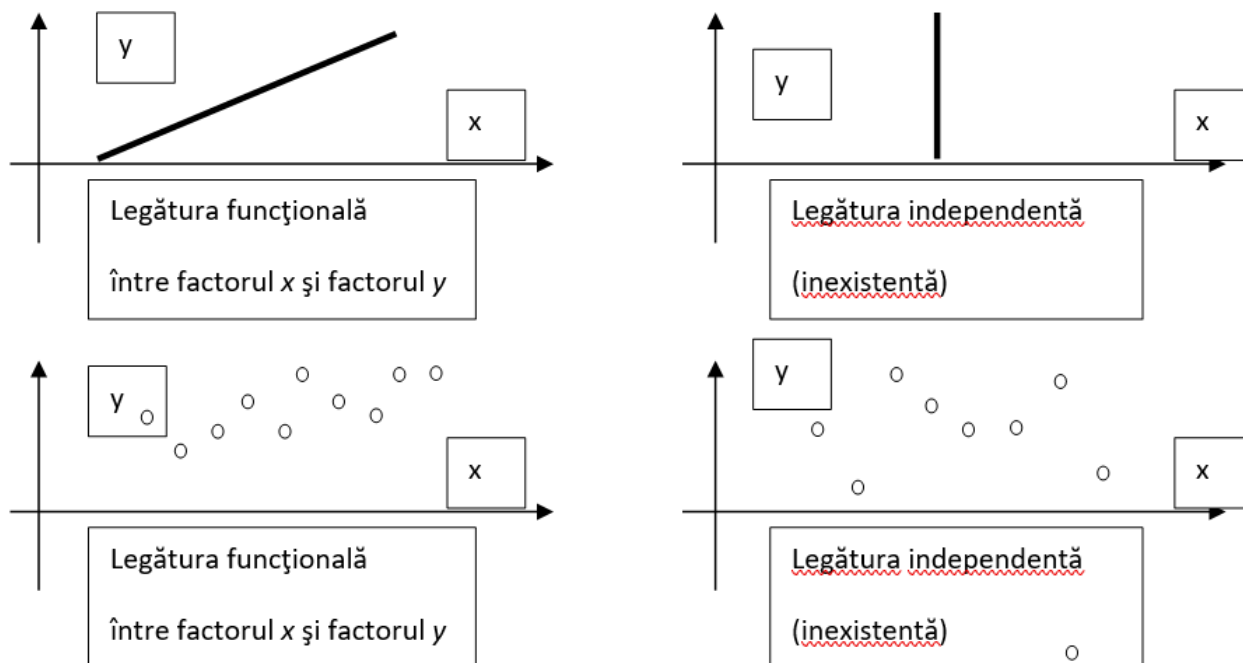 y
x
Legătura funcţională
între factorul x şi factorul y
y
x
Legătura independentă
(inexistentă)
y
x
Legătura funcţională
între factorul x şi factorul y
y
x
Legătura independentă
(inexistentă)